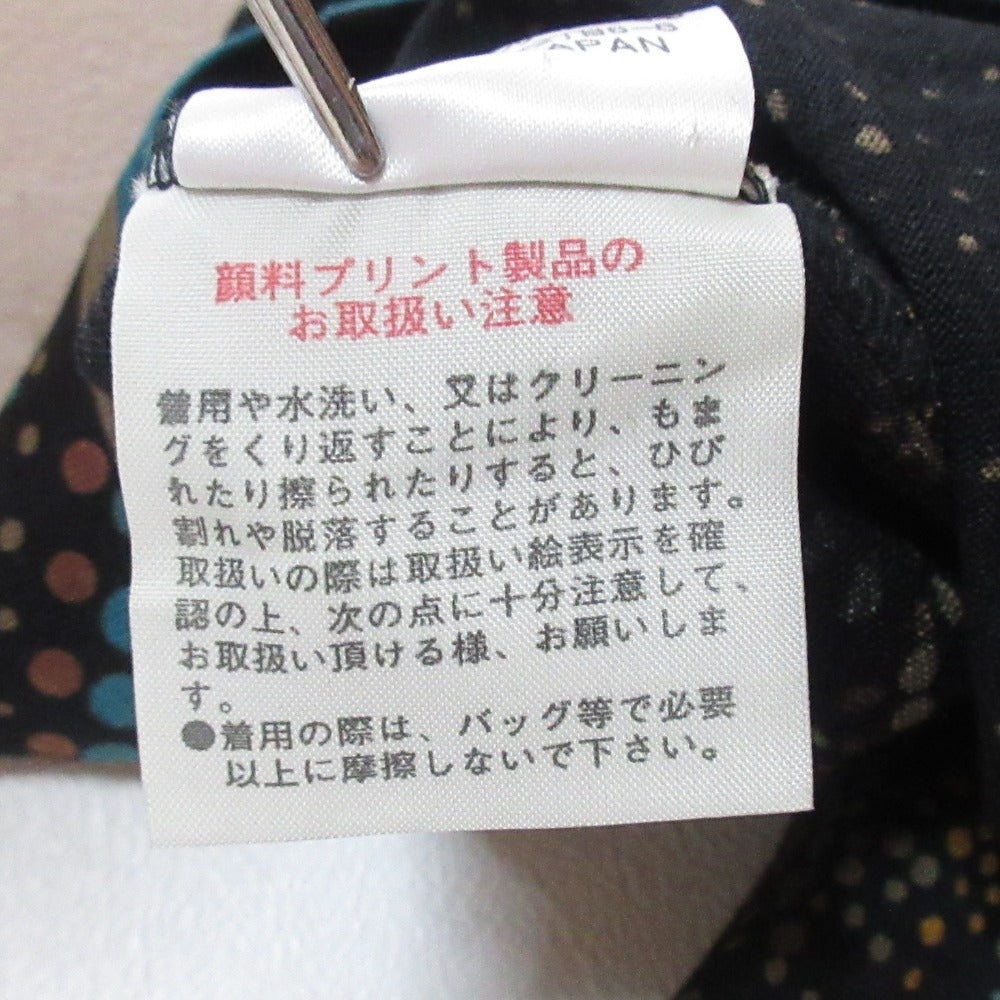 JAPAN
顔料プリント製品の
お取扱い注意
着用や水洗い、又はクリーニン
グをくり返すことにより、もま
れたり擦られたりすると、ひび
割れや脱落することがあります。
取扱いの際は取扱い絵表示を確
認の上、次の点に十分注意して、
お取扱い頂ける様、お願いしま
す。
●着用の際は、バッグ等で必要
以上に摩擦しないで下さい。